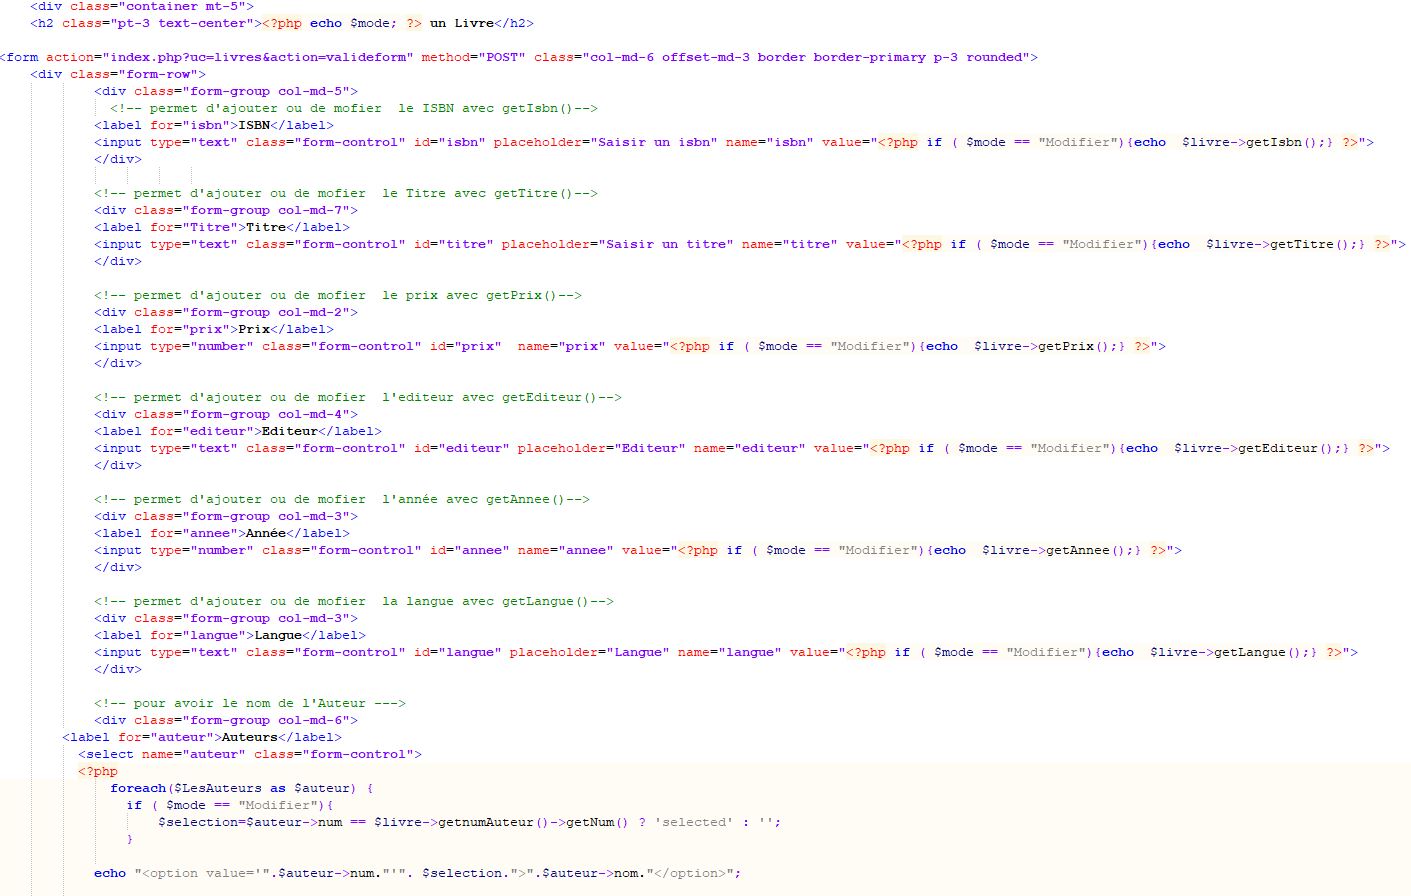 <div class="container mt-5">
<h2 class="pt-3 text-center"><?php echo $mode; ?> un Livre</h2>
<form action="index.php?uc=livres&action=valideform" method="POST" class="col-md-6 offset-md-3 border border-primary p-3 rounded">
<div class="form-row">
<div class="form-group col-md-5">
<!-- permet d'ajouter ou de mofier  le ISBN avec getIsbn()-->
<label for="isbn">ISBN</label>
<input type="text" class="form-control" id="isbn" placeholder="Saisir un isbn" name="isbn" value="<?php if ( $mode == "Modifier"){echo  $livre->getIsbn();} ?>">
</div>
<!-- permet d'ajouter ou de mofier  le Titre avec getTitre()-->
<div class="form-group col-md-7">
<label for="Titre">Titre</label>
<input type="text" class="form-control" id="titre" placeholder="Saisir un titre" name="titre" value="<?php if ( $mode == "Modifier"){echo  $livre->getTitre();} ?>">
</div>
<!-- permet d'ajouter ou de mofier  le prix avec getPrix()-->
<div class="form-group col-md-2">
<label for="prix">Prix</label>
<input type="number" class="form-control" id="prix"  name="prix" value="<?php if ( $mode == "Modifier"){echo  $livre->getPrix();} ?>">
</div>
<!-- permet d'ajouter ou de mofier  l'editeur avec getEditeur()-->
<div class="form-group col-md-4">
<label for="editeur">Editeur</label>
<input type="text" class="form-control" id="editeur" placeholder="Editeur" name="editeur" value="<?php if ( $mode == "Modifier"){echo  $livre->getEditeur();} ?>">
</div>
<!-- permet d'ajouter ou de mofier  l'année avec getAnnee()-->
<div class="form-group col-md-3">
<label for="annee">Année</label>
<input type="number" class="form-control" id="annee" name="annee" value="<?php if ( $mode == "Modifier"){echo  $livre->getAnnee();} ?>">
</div>
<!-- permet d'ajouter ou de mofier  la langue avec getLangue()-->
<div class="form-group col-md-3">
<label for="langue">Langue</label>
<input type="text" class="form-control" id="langue" placeholder="Langue" name="langue" value="<?php if ( $mode == "Modifier"){echo  $livre->getLangue();} ?>">
</div>
<!-- pour avoir le nom de l'Auteur --->
<div class="form-group col-md-6">
<label for="auteur">Auteurs</label>
<select name="auteur" class="form-control">
<?php
foreach($LesAuteurs as $auteur) {
if ( $mode == "Modifier"){
$selection=$auteur->num == $livre->getnumAuteur()->getNum() ? 'selected' : '';
}
echo "<option value='".$auteur->num."'". $selection.">".$auteur->nom."</option>";